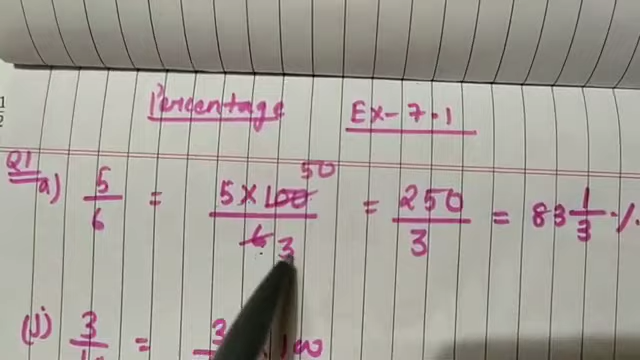 Percentage Ex-7.1
Q1
a) 5/6 = 5×100/6 50 3 = 250/3 = 83 1/3 %
(j) 3/ = 3 100